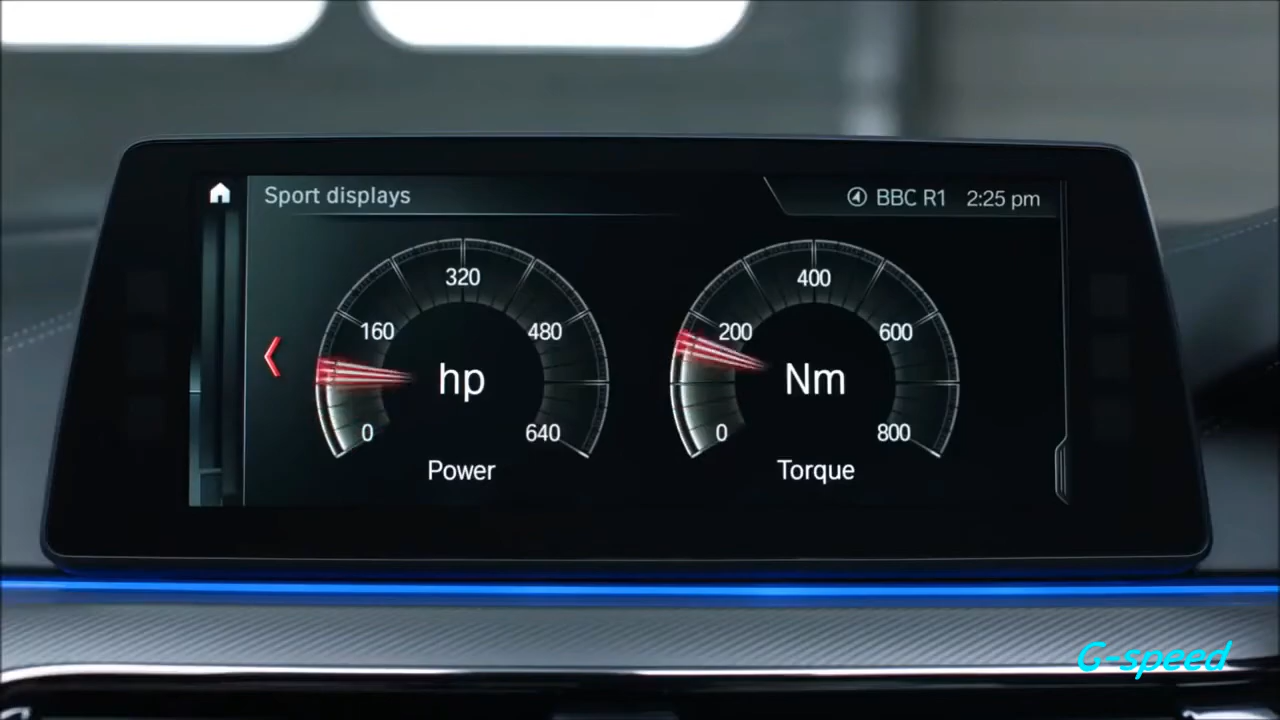 Sport displays
BBC R1 2:25 pm
320
160
480
hp
0
640
Power
400
200
600
Nm
0
800
Torque
G-speed